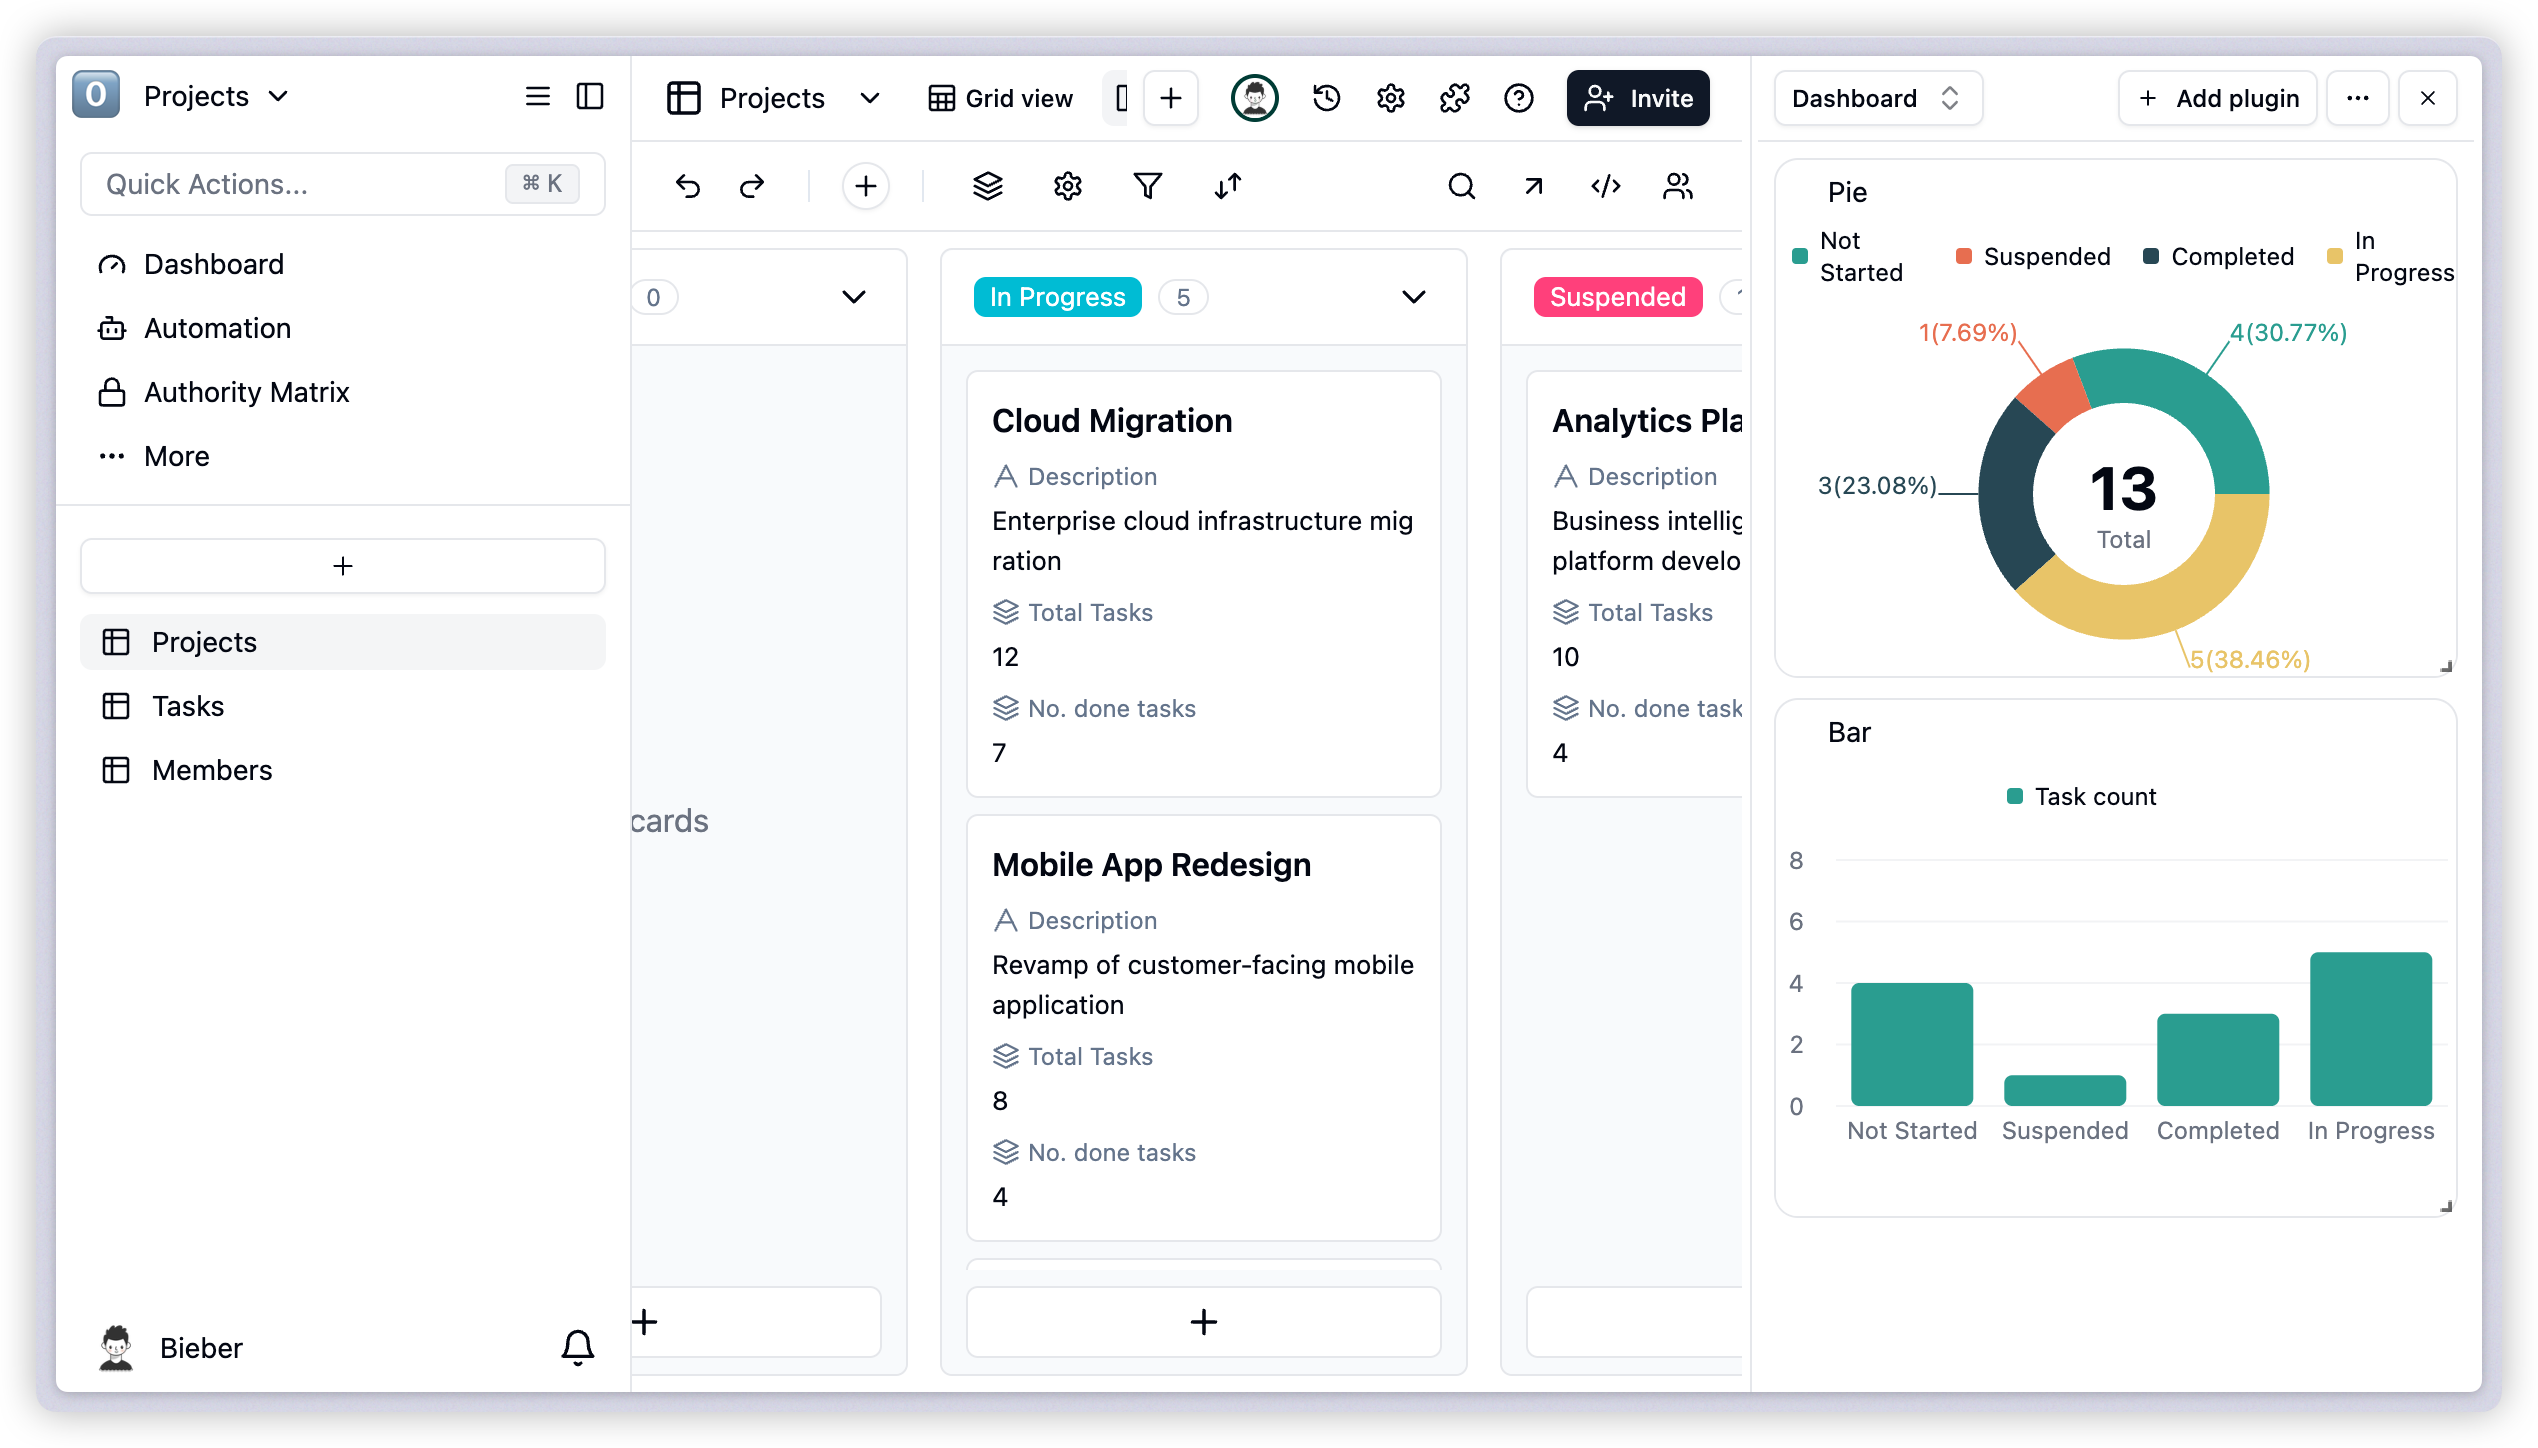 0
Projects
Quick Actions...
⌘ K
Dashboard
Automation
Authority Matrix
More
Projects
Tasks
Members
Bieber
Projects
Grid view
Invite
0
cards
In Progress
5
Cloud Migration
Description
Enterprise cloud infrastructure mig
ration
Total Tasks
12
No. done tasks
7
Mobile App Redesign
Description
Revamp of customer-facing mobile
application
Total Tasks
8
No. done tasks
4
Suspended
Analytics
Description
Business
platform
Total Tasks
10
No. done task
4
Dashboard
Add plugin
Pie
Not
Started
Suspended
Completed
In
Progress
1(7.69%)
4(30.77%)
3(23.08%)
13
Total
5(38.46%)
Bar
Task count
8
6
4
2
0
Not Started
Suspended
Completed
In Progress